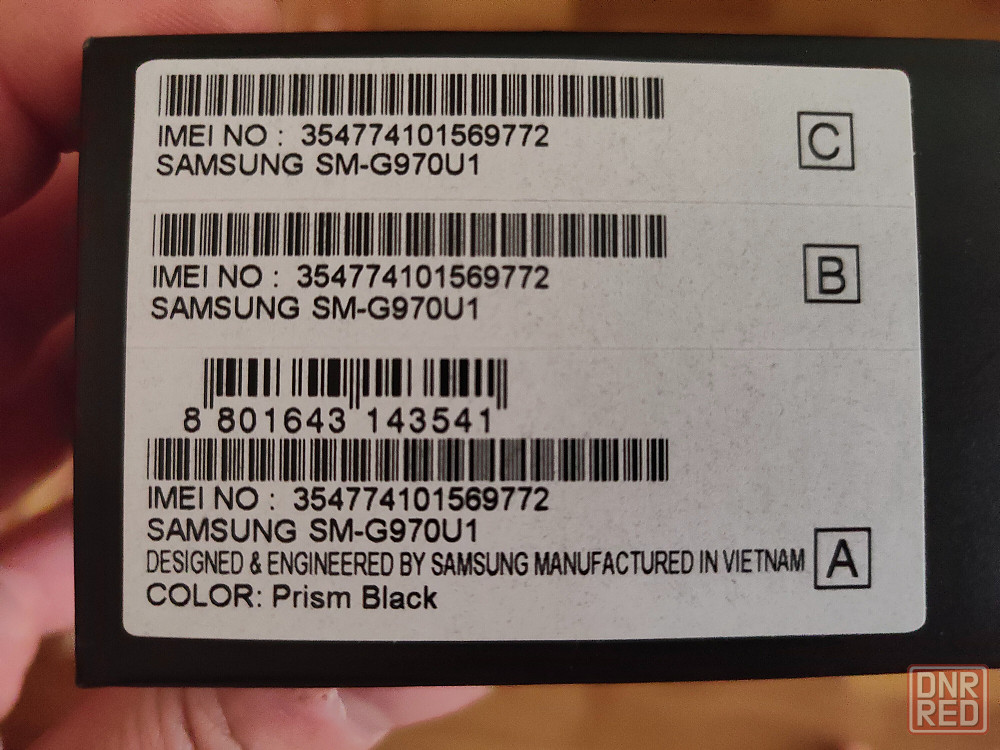 IMEI NO : 354774101569772
SAMSUNG SM-G970U1
C
IMEI NO : 354774101569772
SAMSUNG SM-G970U1
B
8 801643 143541
IMEI NO : 354774101569772
SAMSUNG SM-G970U1
DESIGNED & ENGINEERED BY SAMSUNG MANUFACTURED IN VIETNAM
COLOR: Prism Black
A
DNR
RED